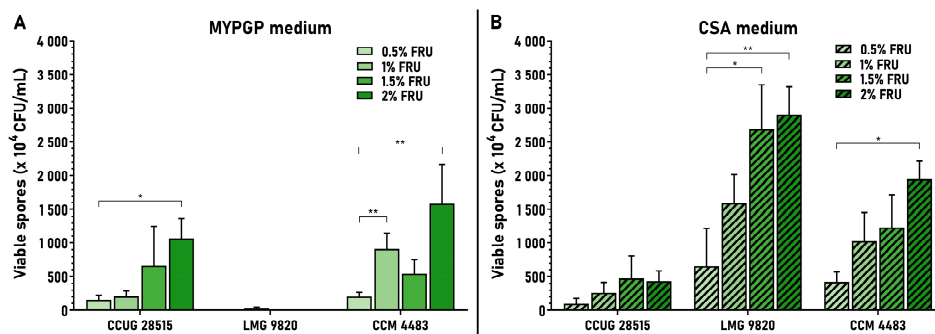 A
MYPGP medium
Viable spores (x 10⁴ CFU/mL)
4 000
3 500
3 000
2 500
2 000
1 500
1 000
500
0
0.5% FRU
1% FRU
1.5% FRU
2% FRU
*
**
**
CCUG 28515
LMG 9820
CCM 4483
B
CSA medium
Viable spores (x 10⁴ CFU/mL)
4 000
3 500
3 000
2 500
2 000
1 500
1 000
500
0
0.5% FRU
1% FRU
1.5% FRU
2% FRU
**
*
*
CCUG 28515
LMG 9820
CCM 4483